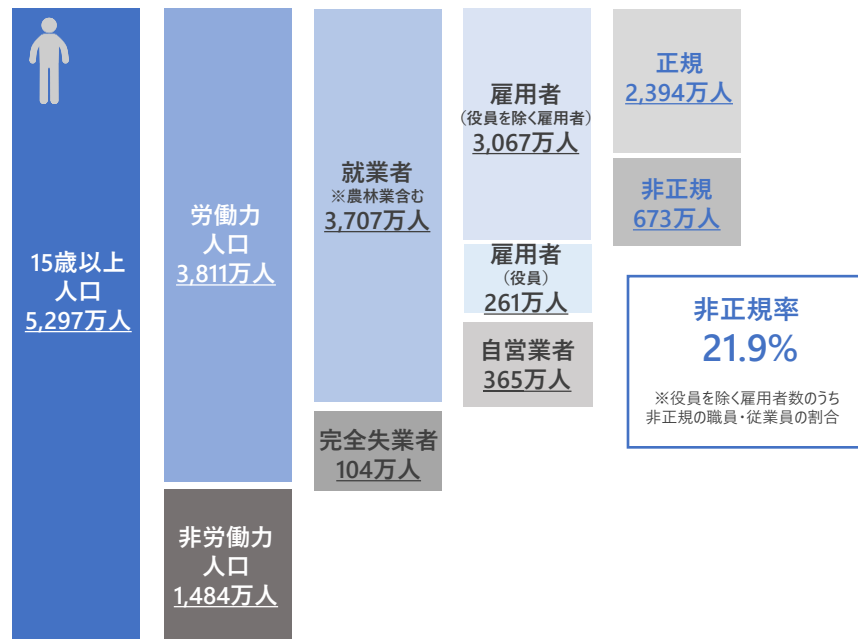 15歳以上
人口
5,297万人
労働力
人口
3,811万人
非労働力
人口
1,484万人
就業者
※農林業含む
3,707万人
完全失業者
104万人
雇用者
（役員を除く雇用者）
3,067万人
雇用者
（役員）
261万人
自営業者
365万人
正規
2,394万人
非正規
673万人
非正規率
21.9%
※役員を除く雇用者数のうち
非正規の職員・従業員の割合